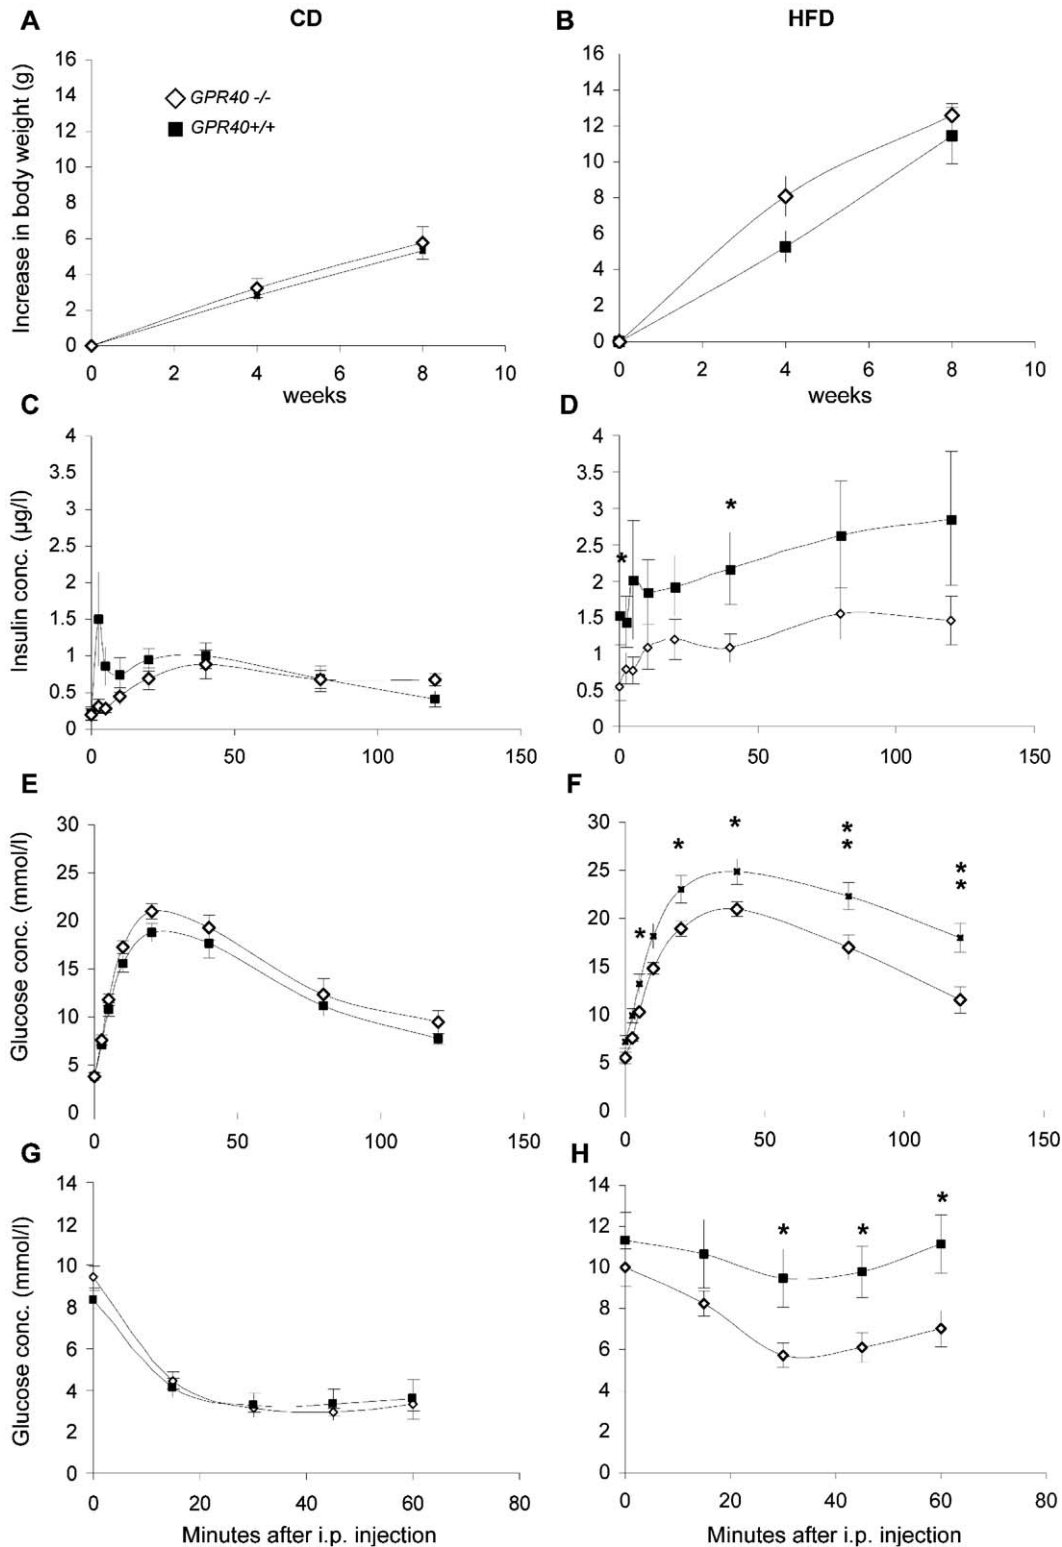 A CD B HFD
Increase in body weight (g)
16 14 12 10 8 6 4 2 0
GPR40 -/-
GPR40+/+
0 2 4 6 8 10
weeks
16 14 12 10 8 6 4 2 0
0 2 4 6 8 10
weeks
C
Insulin conc. (µg/l)
4 3.5 3 2.5 2 1.5 1 0.5 0
0 50 100 150
D
4 3.5 3 2.5 2 1.5 1 0.5 0
* *
0 50 100 150
E
Glucose conc. (mmol/l)
30 25 20 15 10 5 0
0 50 100 150
F
30 25 20 15 10 5 0
* * * * * * *
0 50 100 150
G
Glucose conc. (mmol/l)
14 12 10 8 6 4 2 0
0 20 40 60 80
Minutes after i.p. injection
H
14 12 10 8 6 4 2 0
* * *
0 20 40 60 80
Minutes after i.p. injection